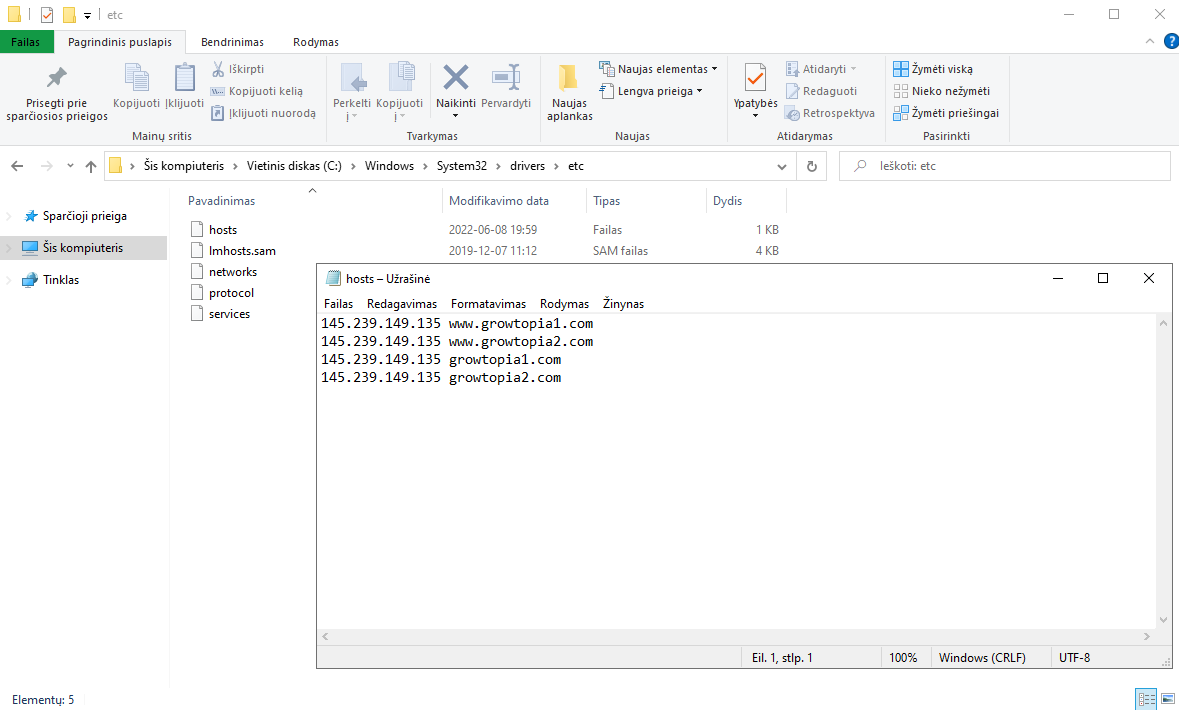 etc
Failas Pagrindinis puslapis Bendrinimas Rodymas
Prisegti prie sparčiosios prieigos
Kopijuoti
Įklijuoti
Iškirpti
Kopijuoti kelią
Įklijuoti nuorodą
Mainų sritis
Perkelti į
Kopijuoti į
Naikinti
Pervardyti
Tvarkymas
Naujas aplankas
Naujas elementas
Lengva prieiga
Naujas
Ypatybės
Atidaryti
Redaguoti
Retrospektyva
Atidarymas
Žymėti viską
Nieko nežymėti
Žymėti priešingai
Pasirinkti
Šis kompiuteris > Vietinis diskas (C:) > Windows > System32 > drivers > etc
Ieškoti: etc
Sparčioji prieiga
Šis kompiuteris
Tinklas
Pavadinimas Modifikavimo data Tipas Dydis
hosts 2022-06-08 19:59 Failas 1 KB
lmhosts.sam 2019-12-07 11:12 SAM failas 4 KB
networks
protocol
services
hosts – Užrašinė
Failas Redagavimas Formatavimas Rodymas Žinynas
145.239.149.135 www.growtopia1.com
145.239.149.135 www.growtopia2.com
145.239.149.135 growtopia1.com
145.239.149.135 growtopia2.com
Eil. 1, stlp. 1 100% Windows (CRLF) UTF-8
Elementų: 5